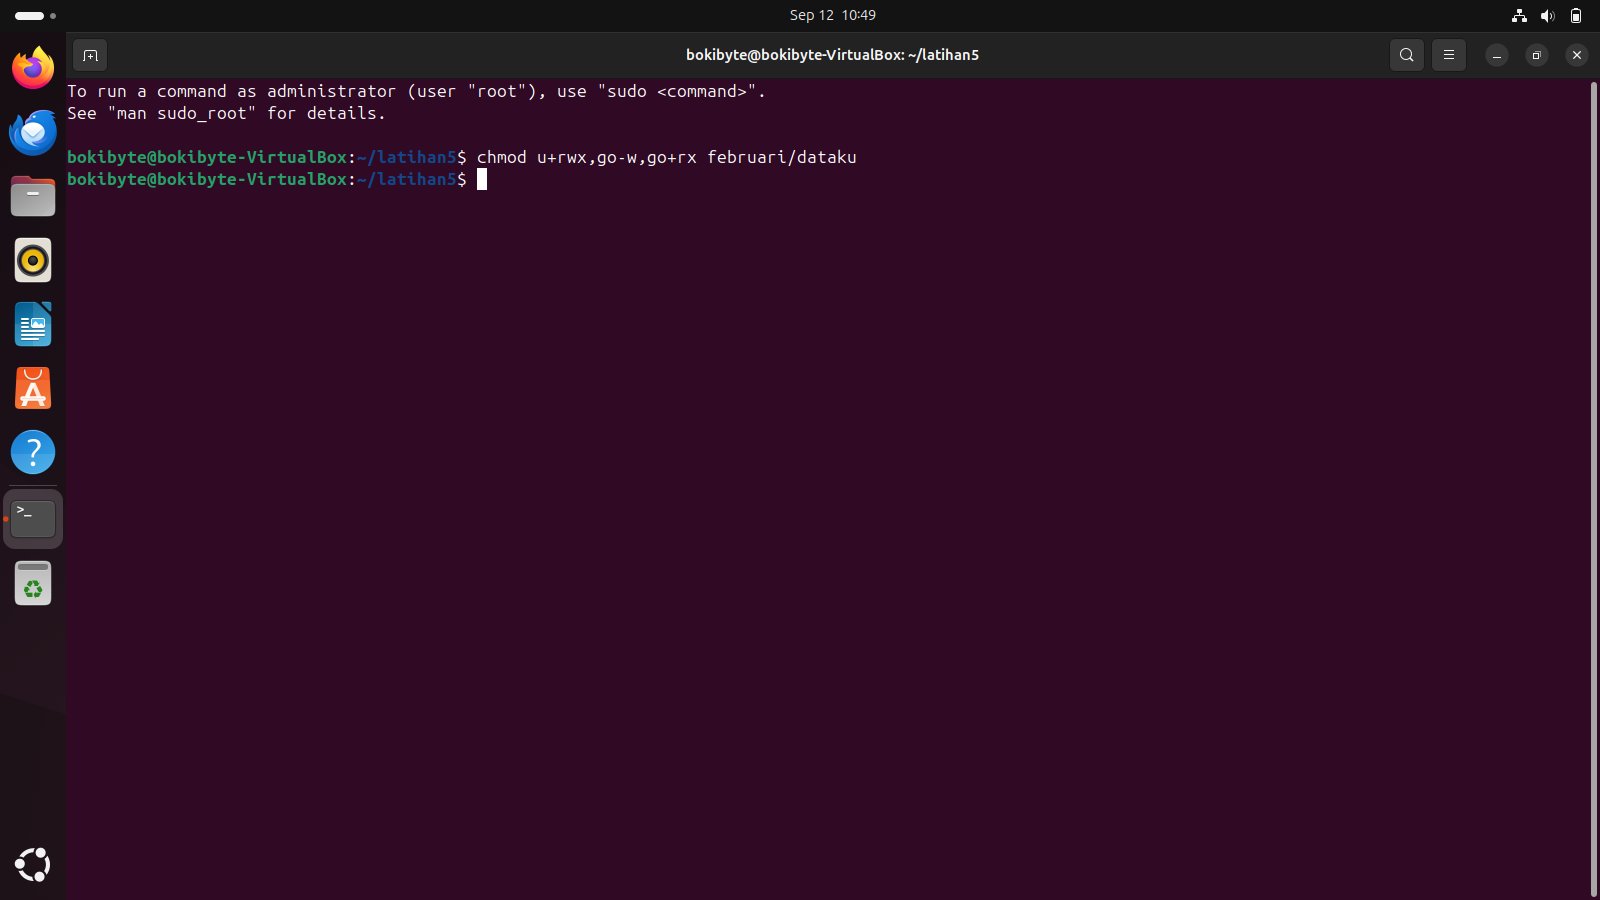 Sep 12 10:49
bokibyte@bokibyte-VirtualBox: ~/latihan5
To run a command as administrator (user "root"), use "sudo <command>".
See "man sudo_root" for details.
bokibyte@bokibyte-VirtualBox:~/latihan5$ chmod u+rwx,go-w,go+rx februari/dataku
bokibyte@bokibyte-VirtualBox:~/latihan5$